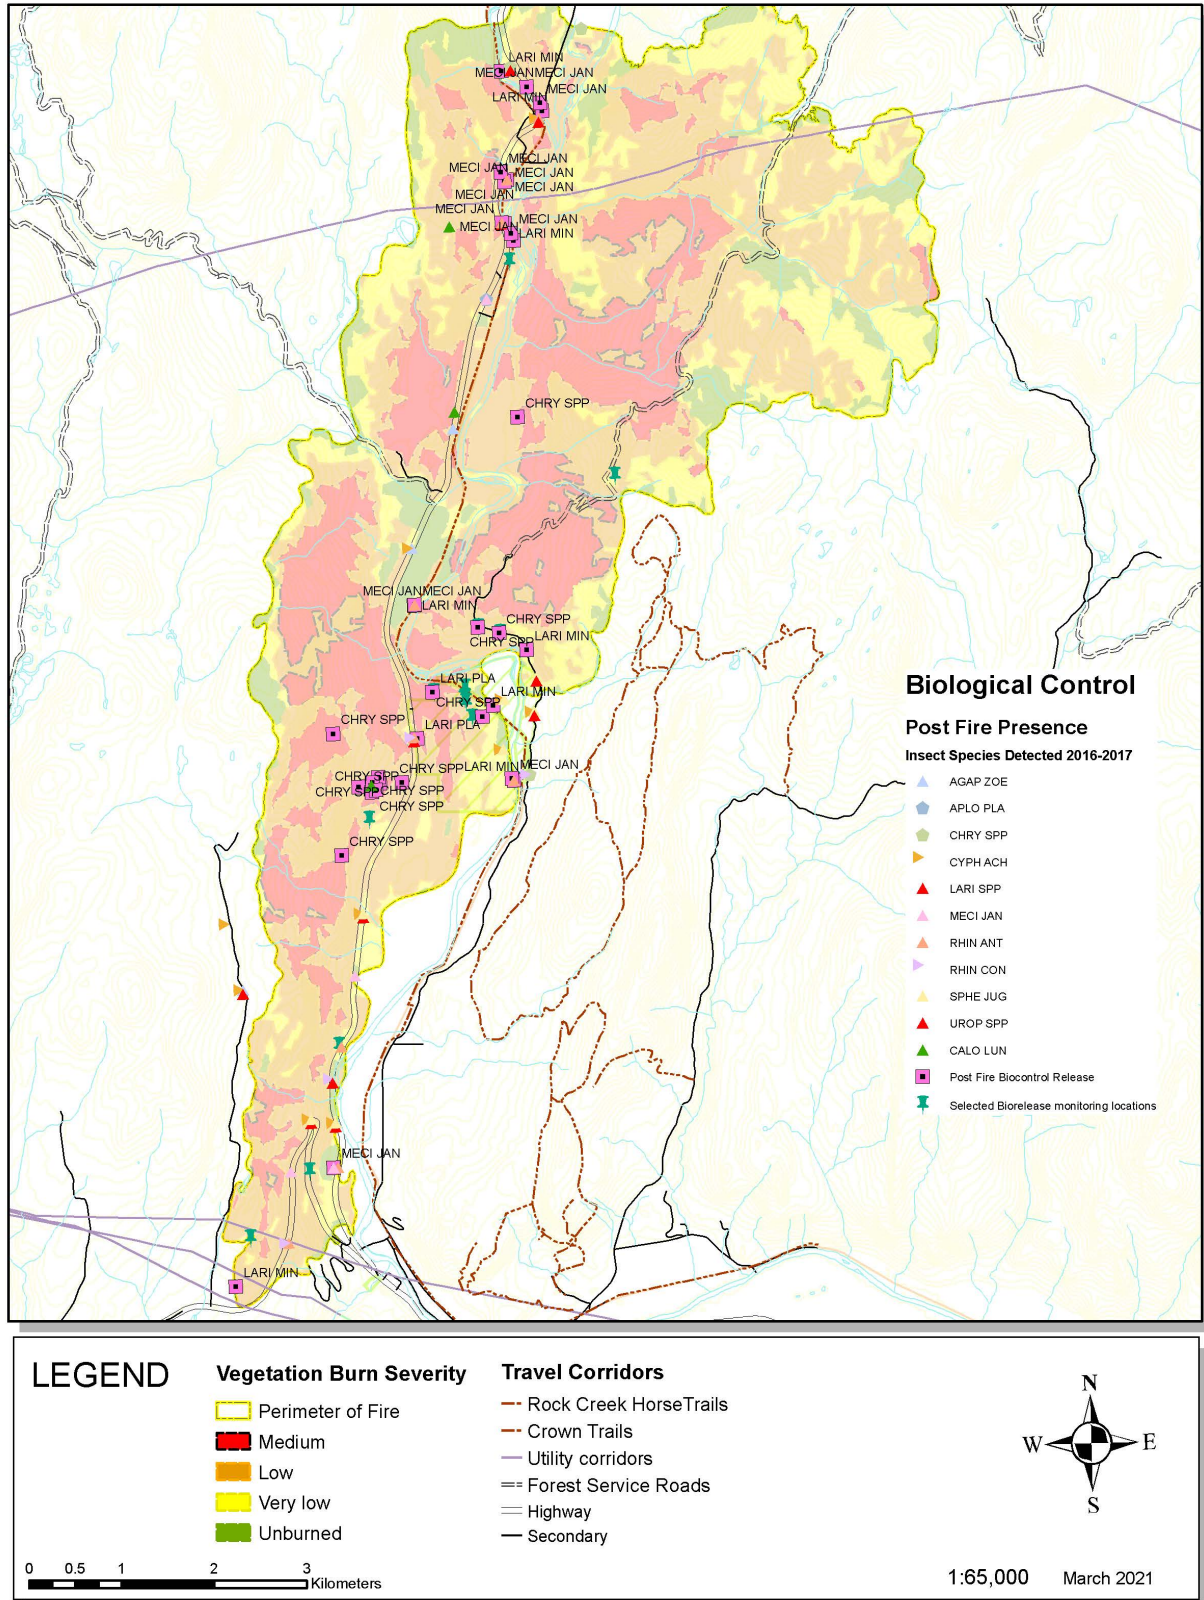 LARI MIN
MECI JANMECI JAN
MECI JAN
LARI MIN
MECI JAN
MECI JAN
MECI JAN
MECI JAN
MECI JAN
MECI JAN
MECI JAN
MECI JAN
LARI MIN
CHRY SPP
MECI JANMECI JAN
LARI MIN
CHRY SPP
CHRY SPP
LARI MIN
LARI PLA
LARI MIN
CHRY SPP
CHRY SPP
LARI PLA
CHRY SPP
LARI MIN
MECI JAN
CHRY SPP
CHRY SPP
CHRY SPP
CHRY SPP
CHRY SPP
MECI JAN
LARI MIN
Biological Control
Post Fire Presence
Insect Species Detected 2016-2017
AGAP ZOE
APLO PLA
CHRY SPP
CYPH ACH
LARI SPP
MECI JAN
RHIN ANT
RHIN CON
SPHE JUG
UROP SPP
CALO LUN
Post Fire Biocontrol Release
Selected Biorelease monitoring locations
LEGEND
Vegetation Burn Severity
Perimeter of Fire
Medium
Low
Very low
Unburned
Travel Corridors
Rock Creek HorseTrails
Crown Trails
Utility corridors
Forest Service Roads
Highway
Secondary
N
W
E
S
0 0.5 1 2 3
Kilometers
1:65,000 March 2021